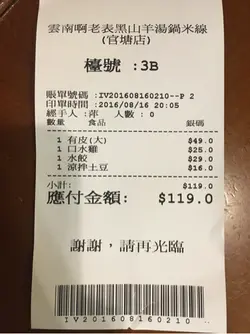 雲南啊老表黑山羊湯鍋米線
(官塘店)
檯號 :3B
賬單號碼 :IV201608160210--P 2
印單時間 :2016/08/16 20:05
經手人 :萍 人數 : 0
數量 食品 銀碼
1 有皮(大) $49.0
1 口水雞 $25.0
1 水餃 $29.0
1 涼拌土豆 $16.0
小計: $119.0
應付金額: $119.0
謝謝,請再光臨
IV201608160210